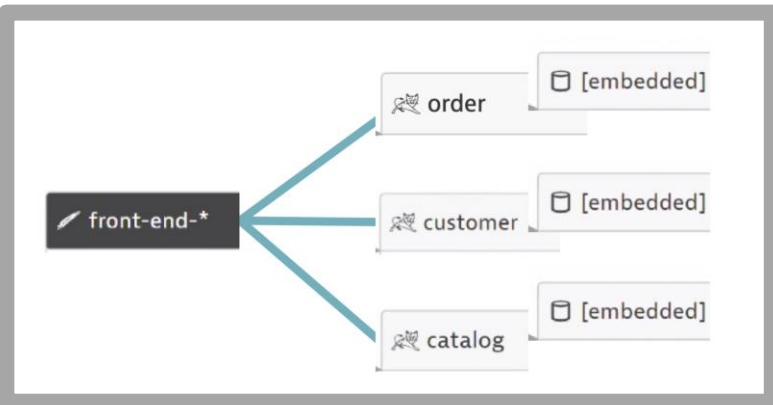 [embedded]
order
[embedded]
front-end-*
customer
[embedded]
catalog